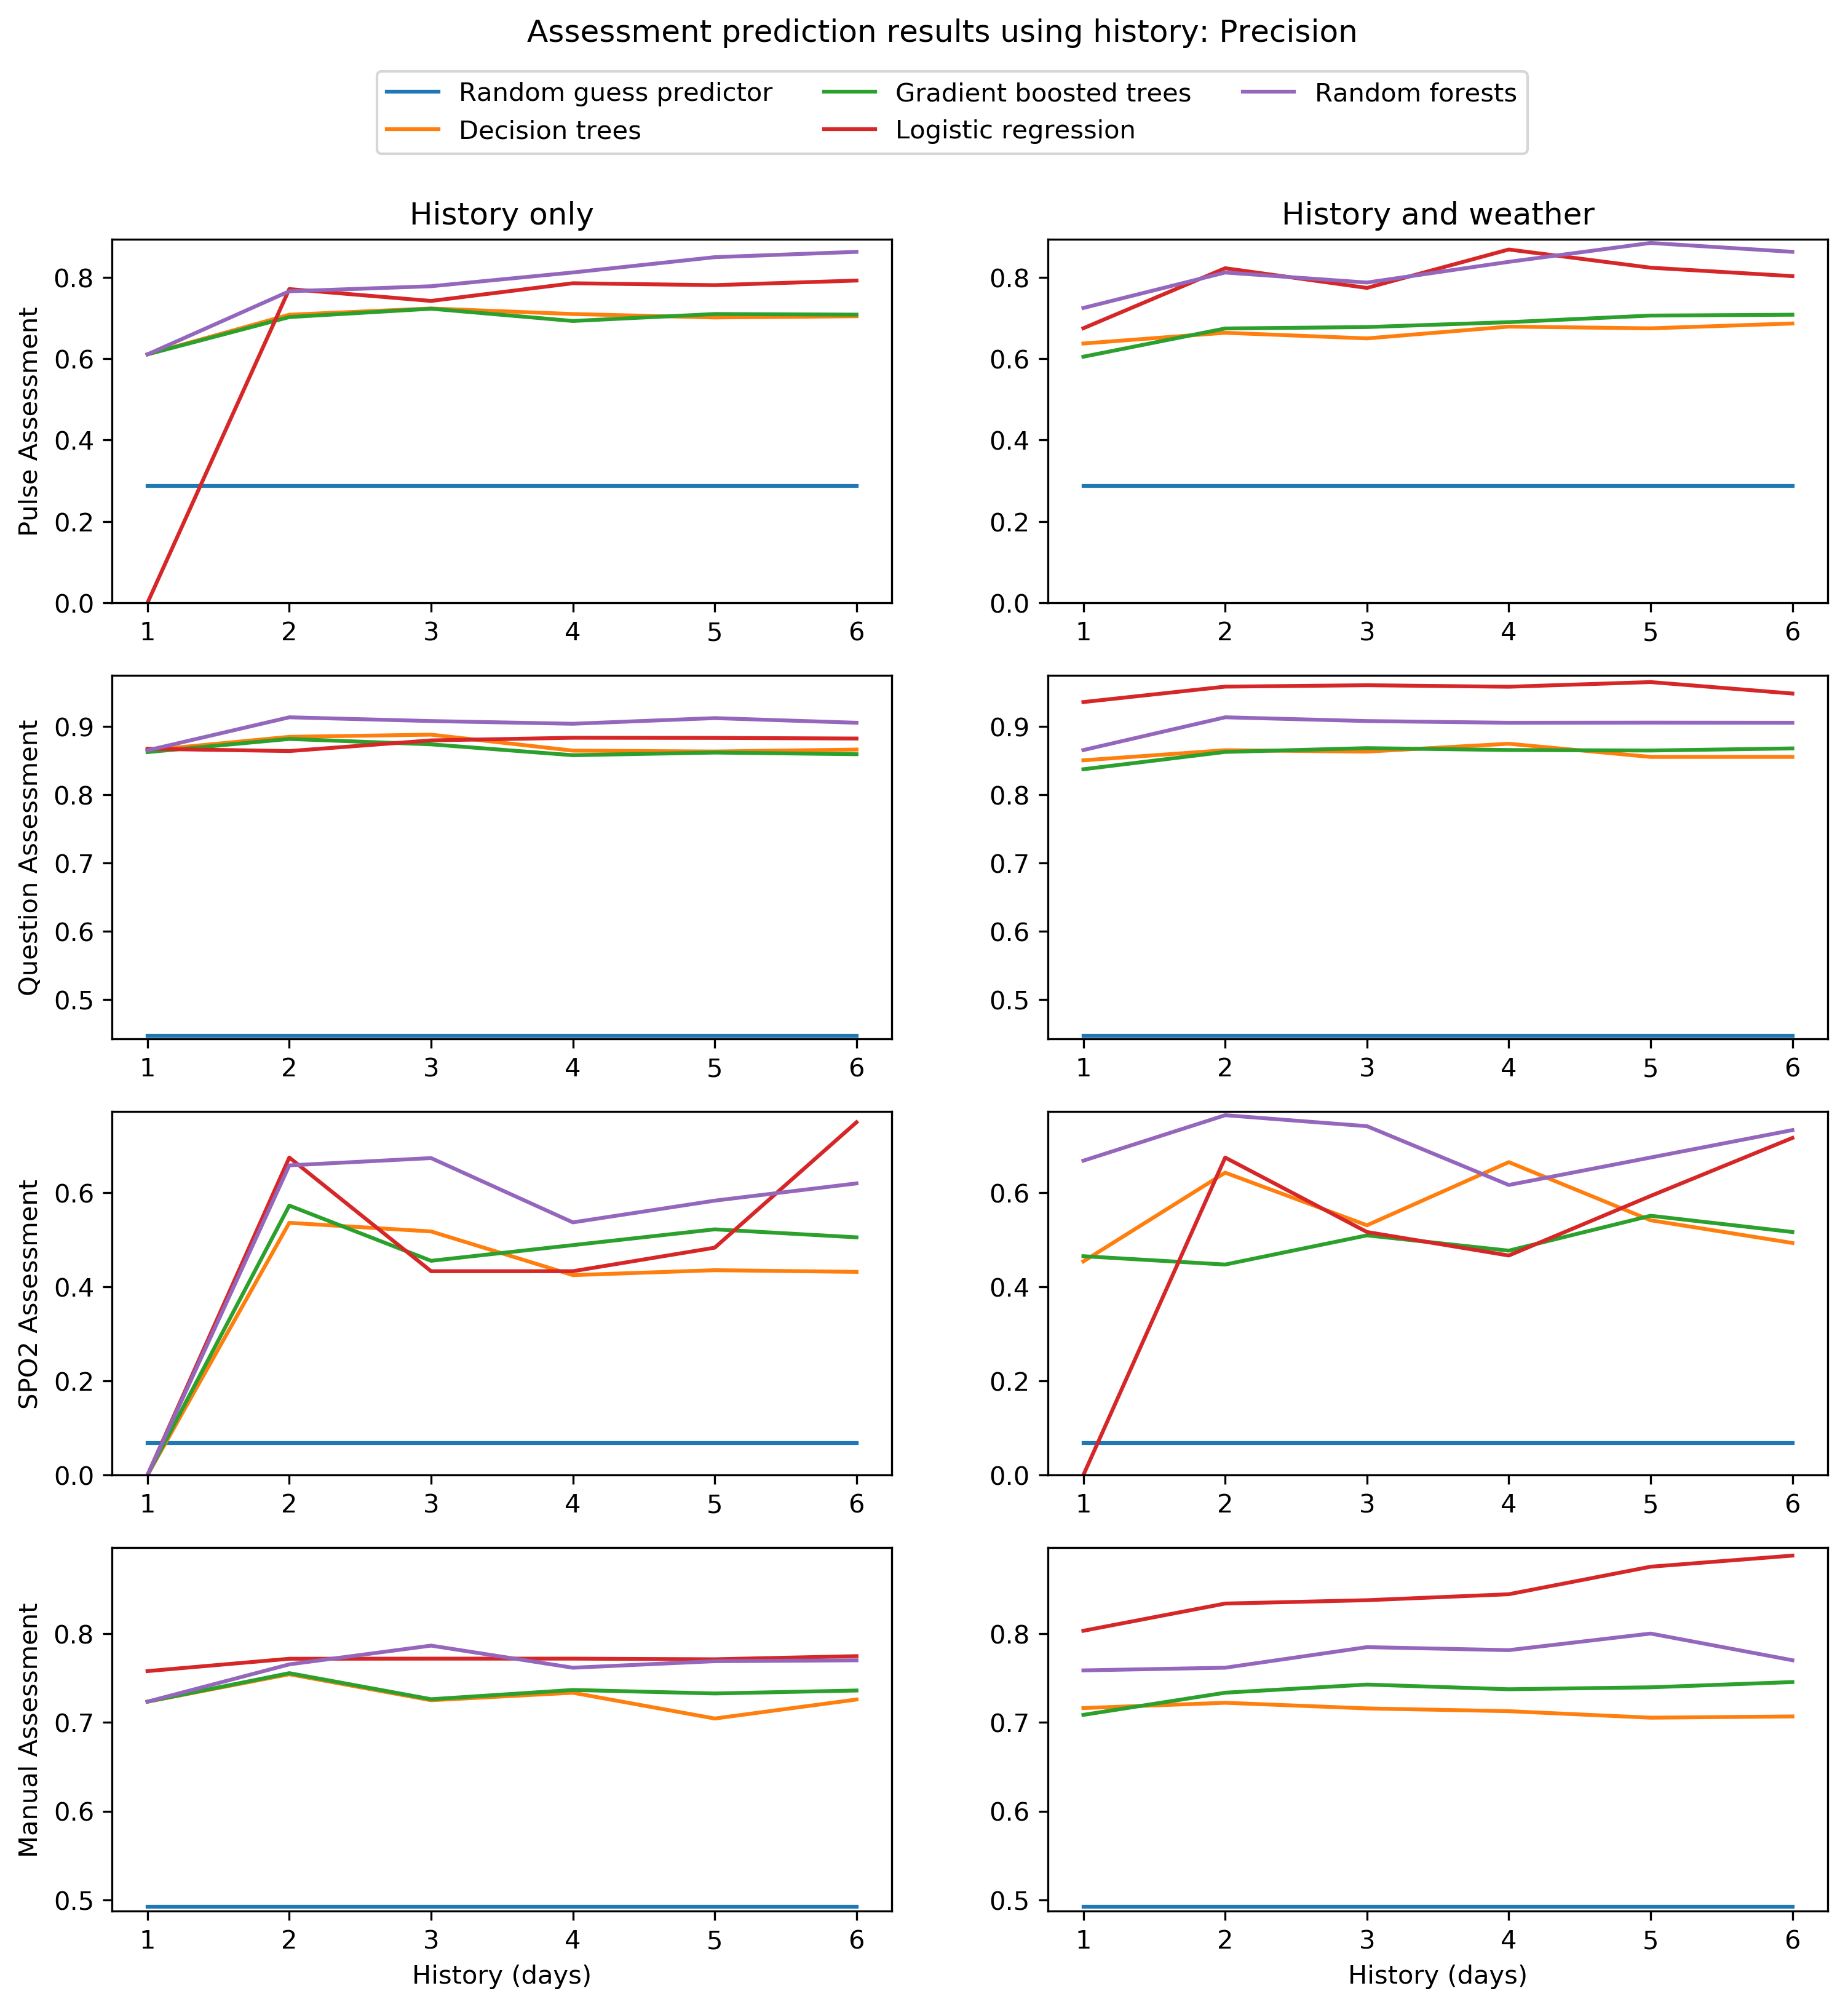 Assessment prediction results using history: Precision
Random guess predictor
Decision trees
Gradient boosted trees
Logistic regression
Random forests
History only
History and weather
Pulse Assessment
0.8
0.6
0.4
0.2
0.0
1 2 3 4 5 6
0.8
0.6
0.4
0.2
0.0
1 2 3 4 5 6
Question Assessment
0.9
0.8
0.7
0.6
0.5
1 2 3 4 5 6
0.9
0.8
0.7
0.6
0.5
1 2 3 4 5 6
SPO2 Assessment
0.6
0.4
0.2
0.0
1 2 3 4 5 6
0.6
0.4
0.2
0.0
1 2 3 4 5 6
Manual Assessment
0.8
0.7
0.6
0.5
1 2 3 4 5 6
History (days)
0.8
0.7
0.6
0.5
1 2 3 4 5 6
History (days)